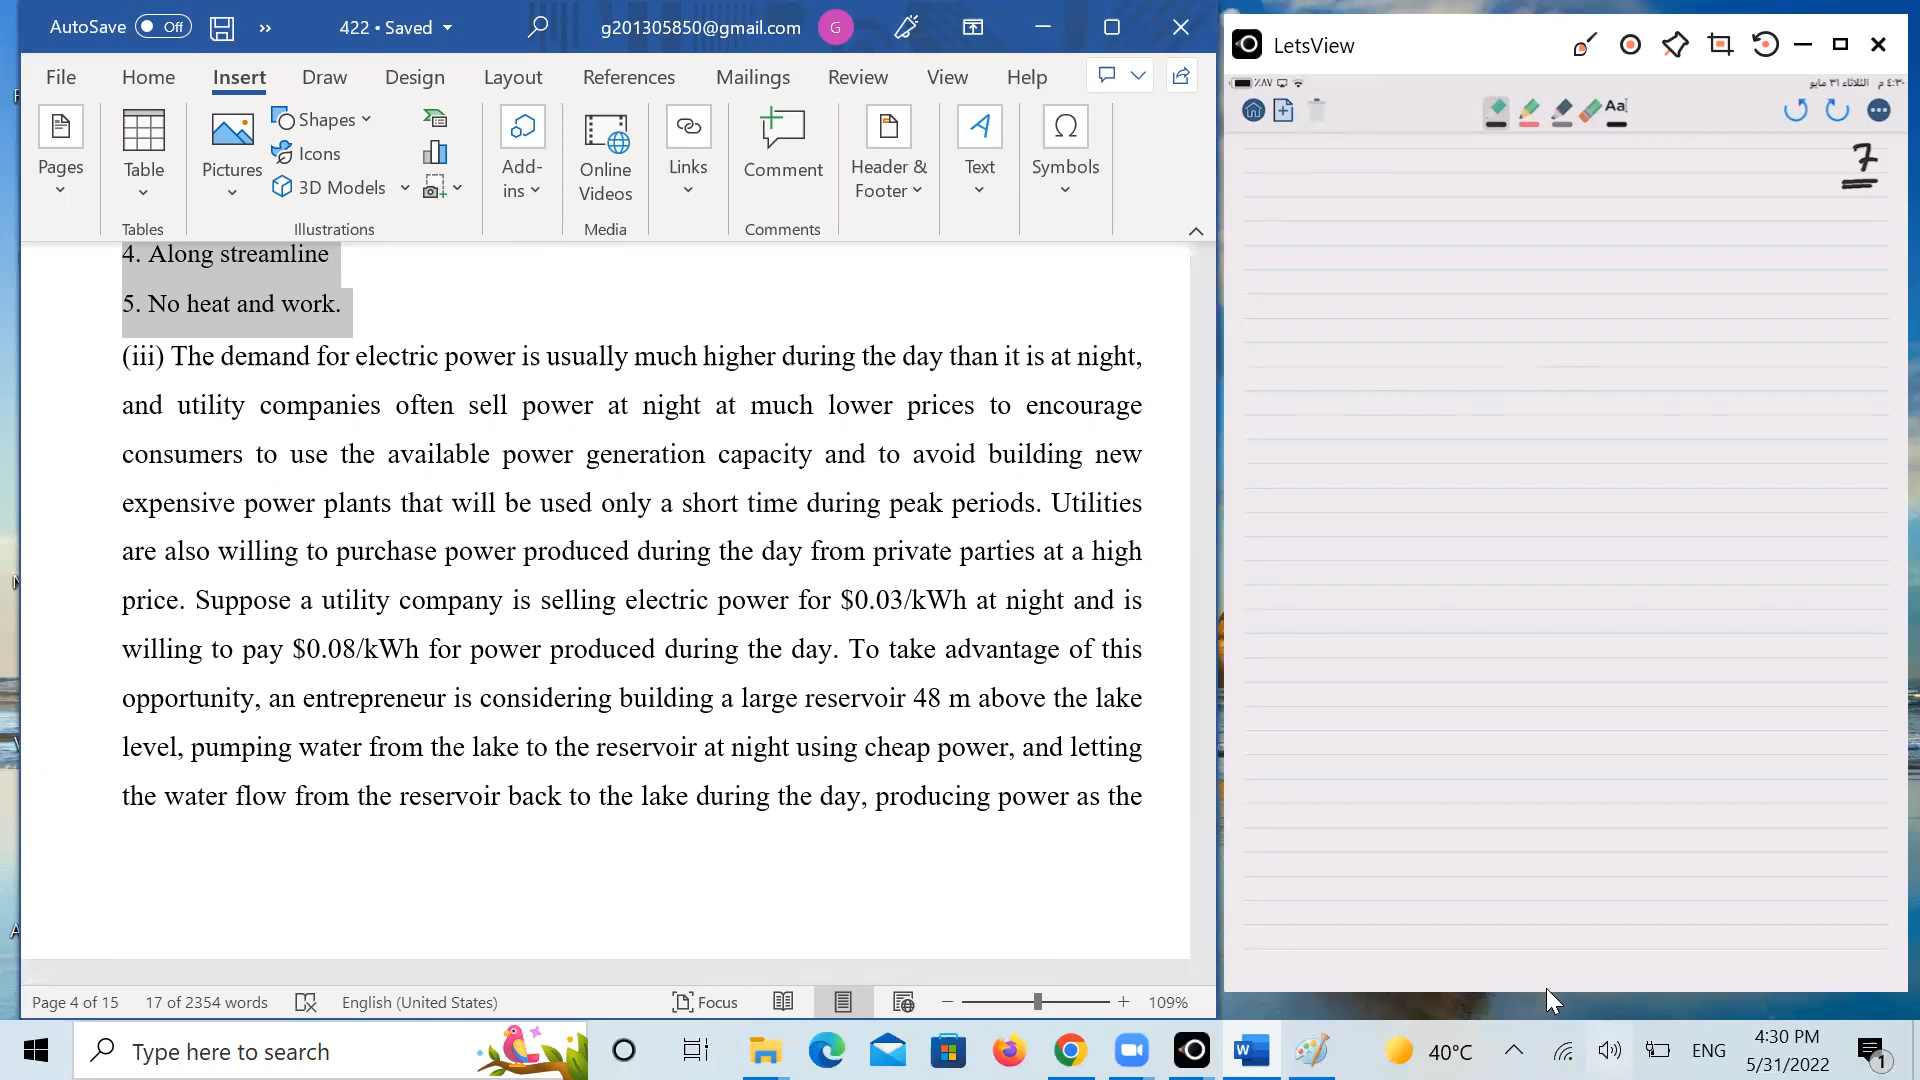 AutoSave Off 422 • Saved g201305850@gmail.com G
File Home Insert Draw Design Layout References Mailings Review View Help
Pages
Table
Tables
Pictures
Shapes
Icons
3D Models
Illustrations
Add-
ins
Online
Videos
Media
Links
Comment
Comments
Header &
Footer
Text
Symbols
4. Along streamline
5. No heat and work.
(iii) The demand for electric power is usually much higher during the day than it is at night,
and utility companies often sell power at night at much lower prices to encourage
consumers to use the available power generation capacity and to avoid building new
expensive power plants that will be used only a short time during peak periods. Utilities
are also willing to purchase power produced during the day from private parties at a high
price. Suppose a utility company is selling electric power for $0.03/kWh at night and is
willing to pay $0.08/kWh for power produced during the day. To take advantage of this
opportunity, an entrepreneur is considering building a large reservoir 48 m above the lake
level, pumping water from the lake to the reservoir at night using cheap power, and letting
the water flow from the reservoir back to the lake during the day, producing power as the
Page 4 of 15 17 of 2354 words English (United States) Focus 109%
LetsView
٤:٣٠ م الثلاثاء ٣١ مايو
٪٨٧
Aa
7
Type here to search
W
40°C
ENG
4:30 PM
5/31/2022
1